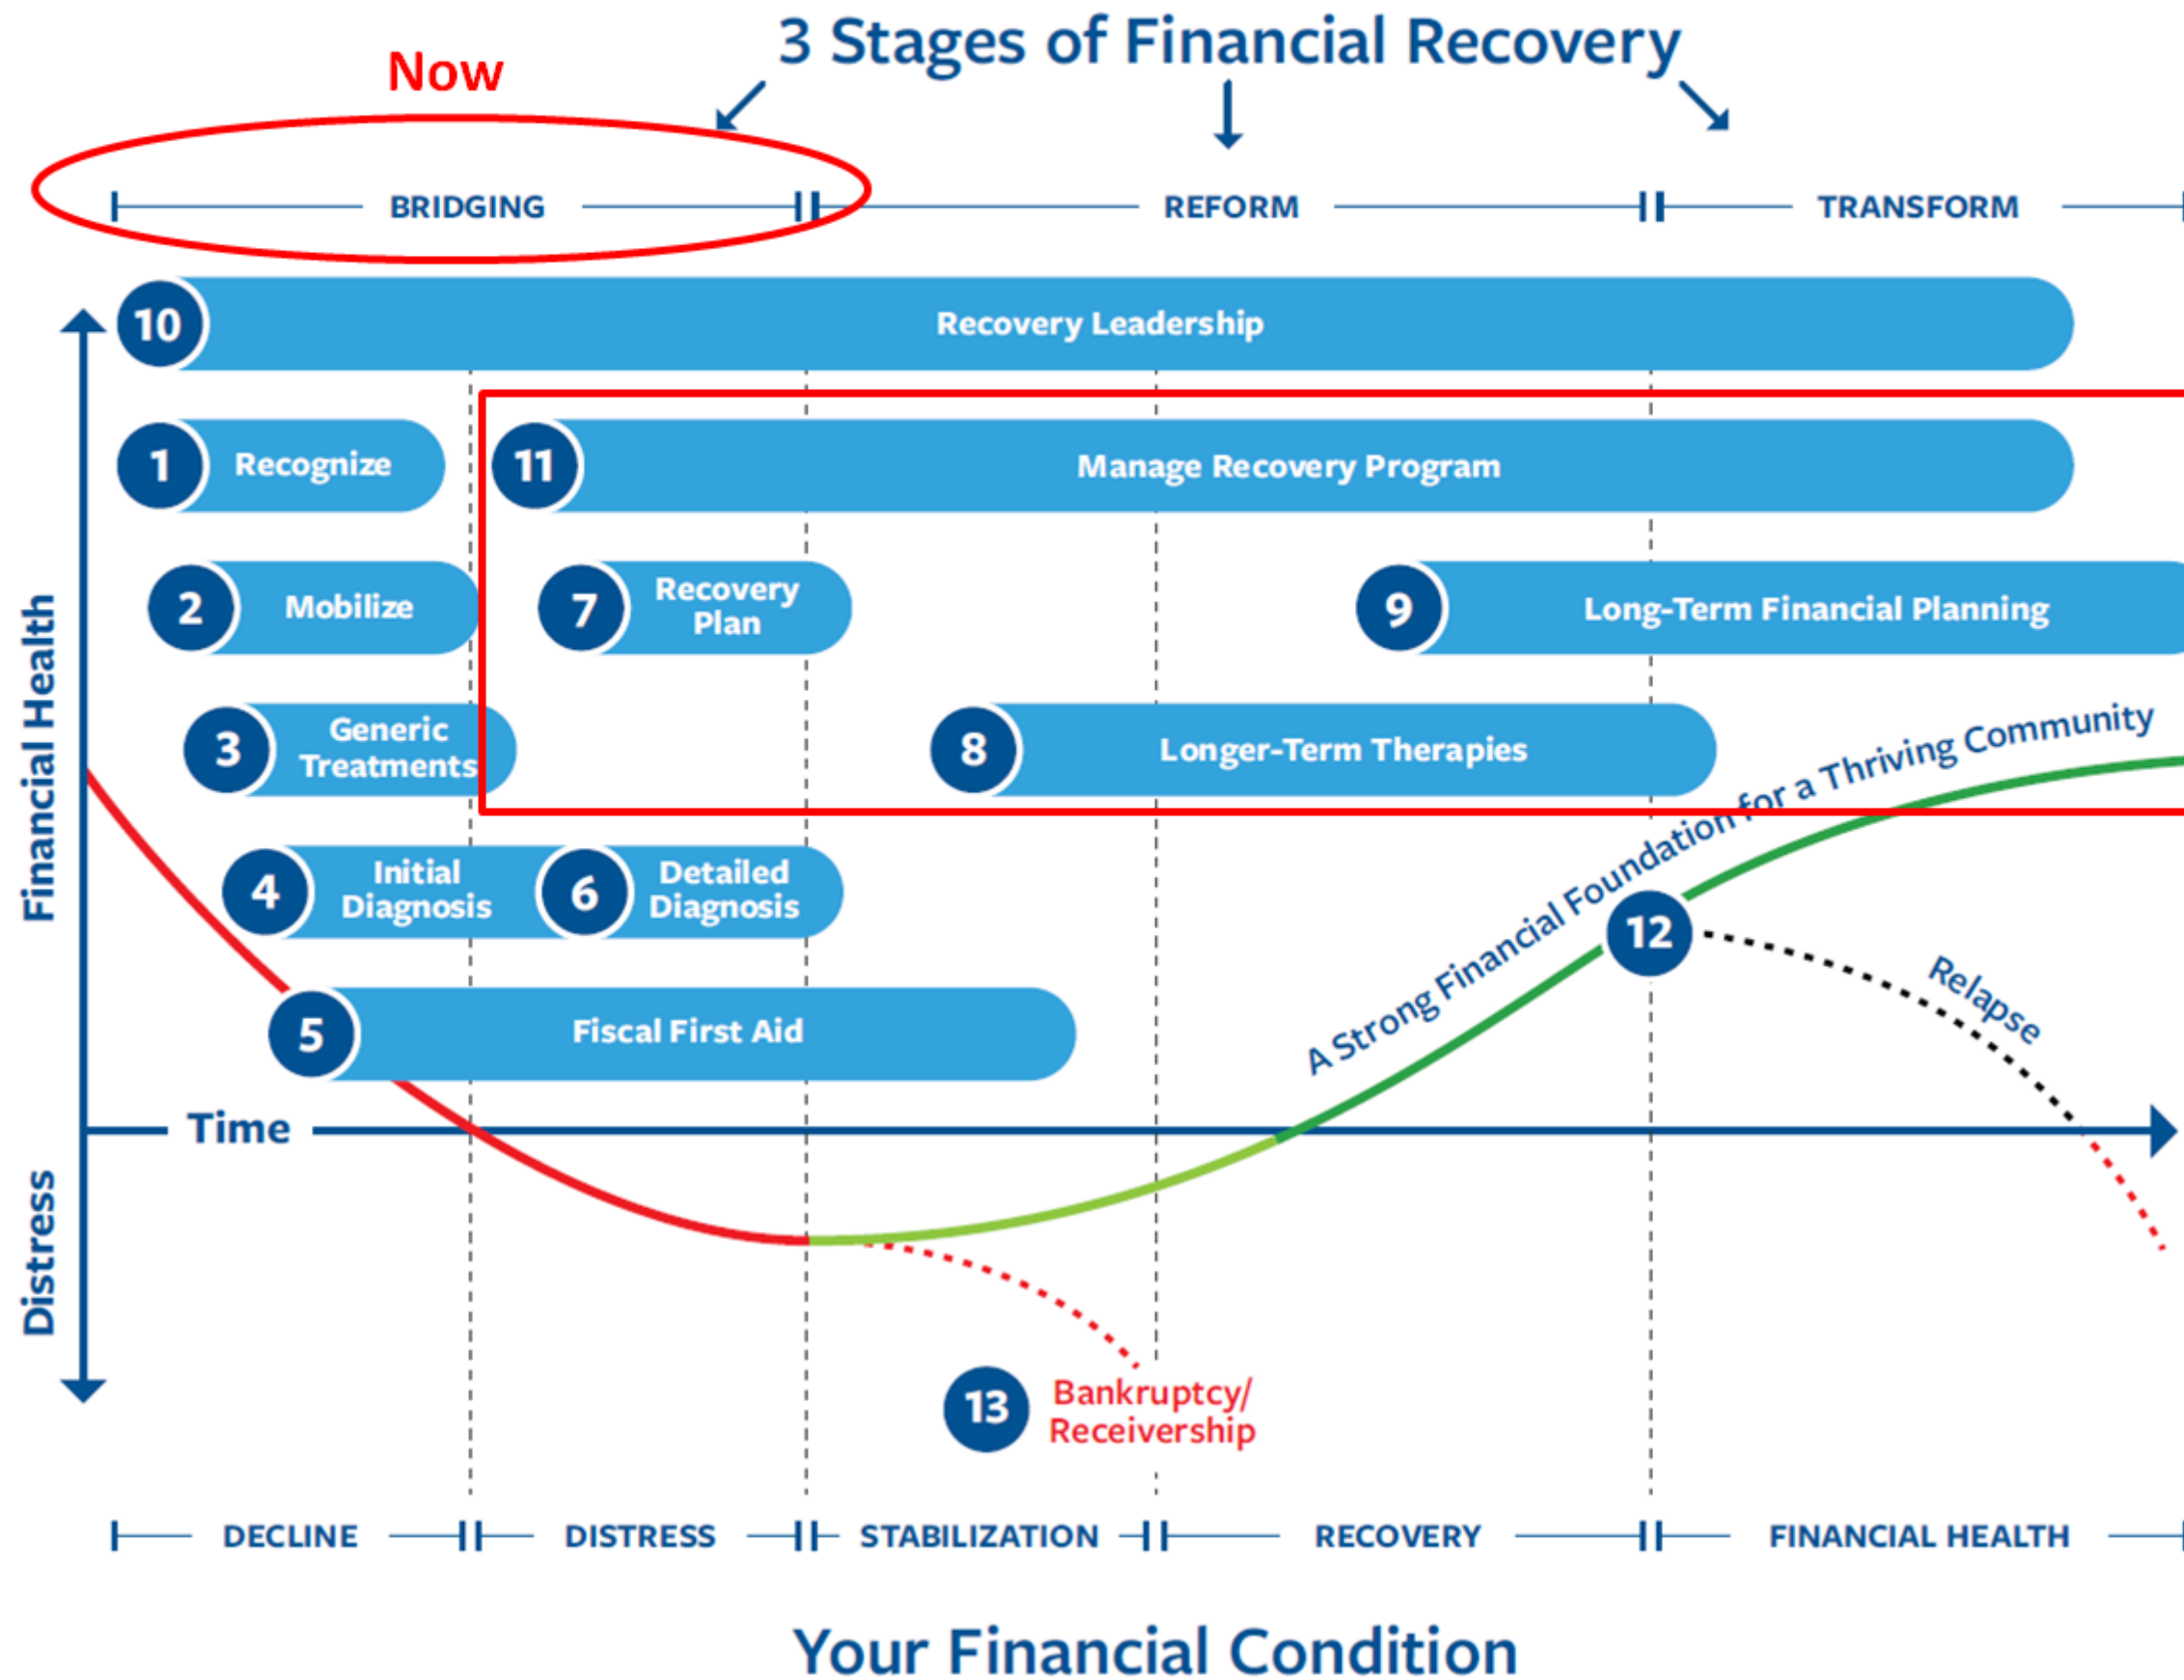 3 Stages of Financial Recovery
Now
BRIDGING
REFORM
TRANSFORM
10
Recovery Leadership
1
Recognize
11
Manage Recovery Program
2
Mobilize
7
Recovery
Plan
9
Long-Term Financial Planning
3
Generic
Treatments
8
Longer-Term Therapies
4
Initial
Diagnosis
6
Detailed
Diagnosis
5
Fiscal First Aid
12
A Strong Financial Foundation for a Thriving Community
Relapse
Financial Health
Time
Distress
13
Bankruptcy/
Receivership
DECLINE
DISTRESS
STABILIZATION
RECOVERY
FINANCIAL HEALTH
Your Financial Condition